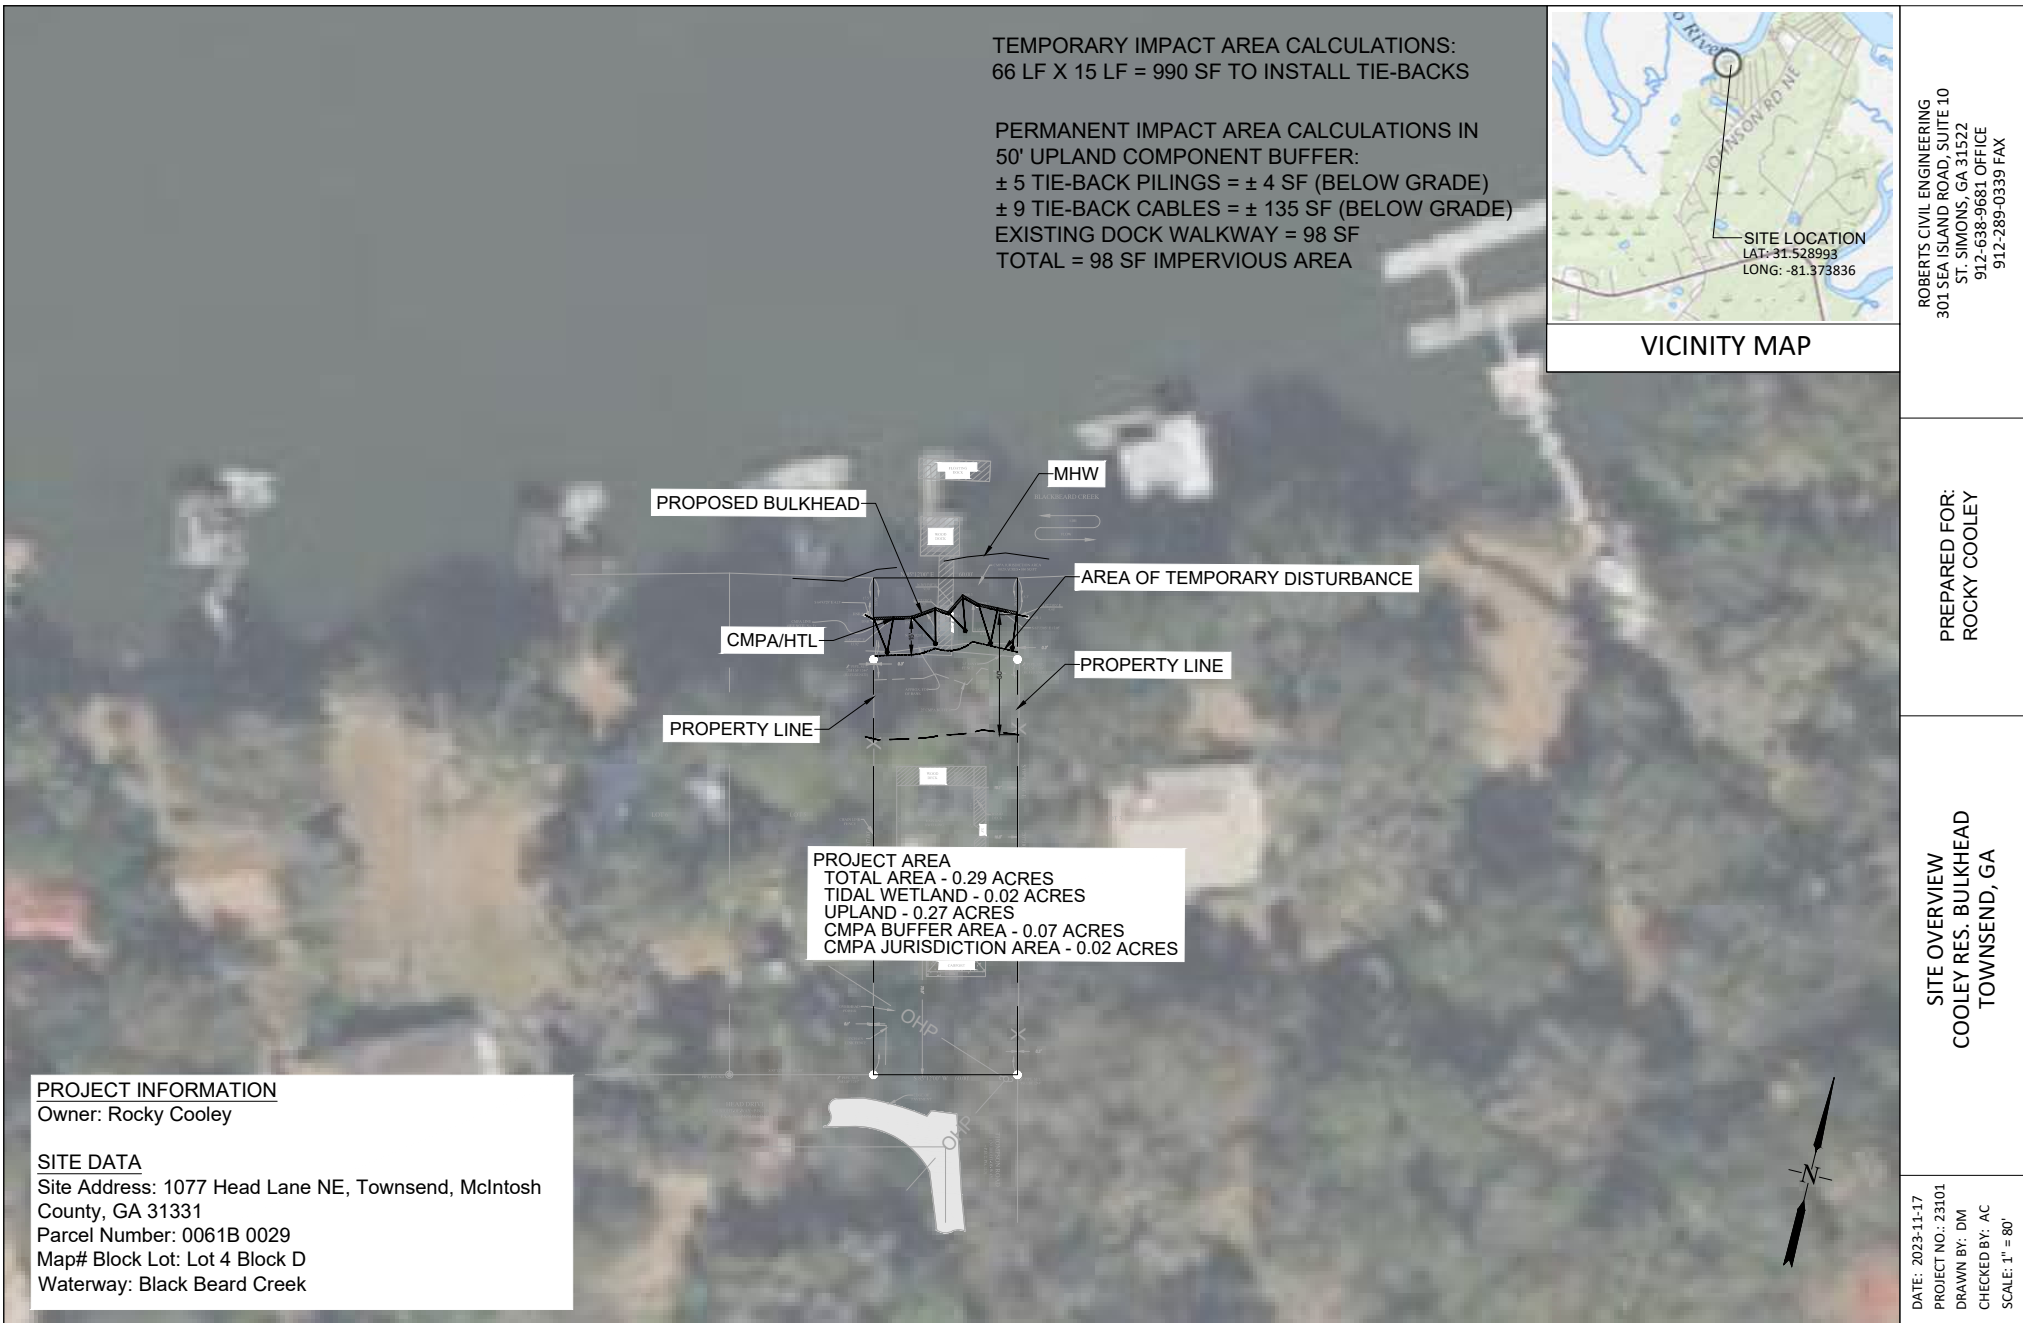 TEMPORARY IMPACT AREA CALCULATIONS:
66 LF X 15 LF = 990 SF TO INSTALL TIE-BACKS
PERMANENT IMPACT AREA CALCULATIONS IN
50' UPLAND COMPONENT BUFFER:
± 5 TIE-BACK PILINGS = ± 4 SF (BELOW GRADE)
± 9 TIE-BACK CABLES = ± 135 SF (BELOW GRADE)
EXISTING DOCK WALKWAY = 98 SF
TOTAL = 98 SF IMPERVIOUS AREA
o River
JOHNSON RD NE
SITE LOCATION
LAT: 31.528993
LONG: -81.373836
VICINITY MAP
ROBERTS CIVIL ENGINEERING
301 SEA ISLAND ROAD, SUITE 10
ST. SIMONS, GA 31522
912-638-9681 OFFICE
912-289-0339 FAX
PREPARED FOR:
ROCKY COOLEY
SITE OVERVIEW
COOLEY RES. BULKHEAD
TOWNSEND, GA
DATE: 2023-11-17
PROJECT NO.: 23101
DRAWN BY: DM
CHECKED BY: AC
SCALE: 1" = 80'
MHW
PROPOSED BULKHEAD
BLACKBEARD CREEK
AREA OF TEMPORARY DISTURBANCE
CMPA/HTL
PROPERTY LINE
PROPERTY LINE
PROJECT AREA
TOTAL AREA - 0.29 ACRES
TIDAL WETLAND - 0.02 ACRES
UPLAND - 0.27 ACRES
CMPA BUFFER AREA - 0.07 ACRES
CMPA JURISDICTION AREA - 0.02 ACRES
OHP
OHP
N
PROJECT INFORMATION
Owner: Rocky Cooley
SITE DATA
Site Address: 1077 Head Lane NE, Townsend, McIntosh
County, GA 31331
Parcel Number: 0061B 0029
Map# Block Lot: Lot 4 Block D
Waterway: Black Beard Creek